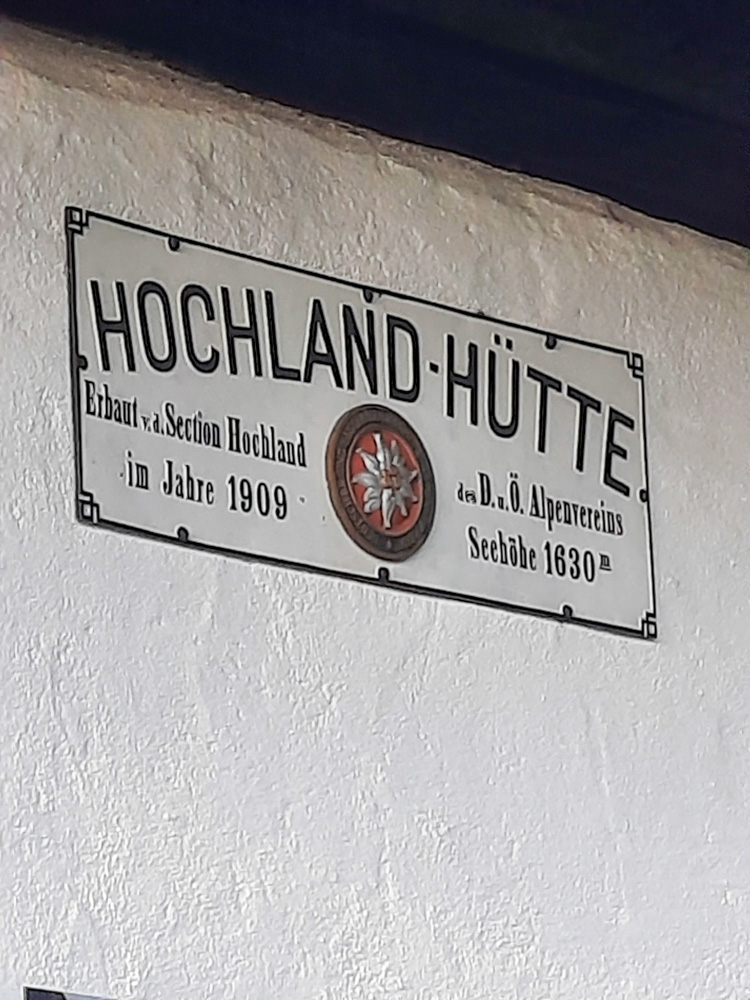 HOCHLAND-HÜTTE
Erbaut v. d. Section Hochland
im Jahre 1909
des D. u. Ö. Alpenvereins
Seehöhe 1630 m